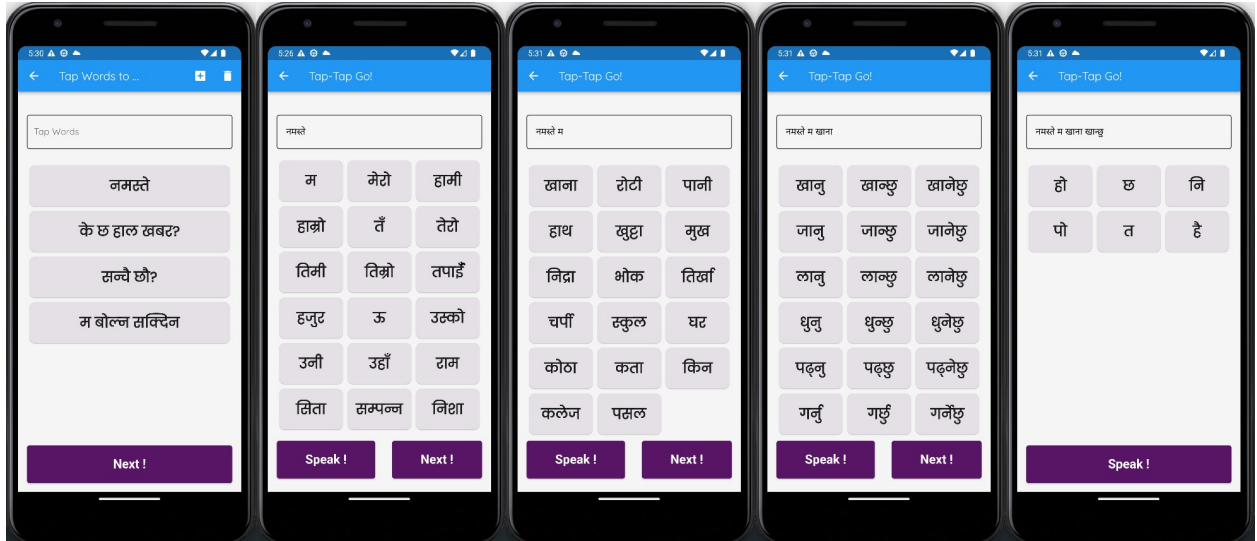 5:30
Tap Words to ...
Tap Words
नमस्ते
के छ हाल खबर?
सन्चै छौ?
म बोल्न सक्दिन
Next !
5:26
Tap-Tap Go!
नमस्ते
म मेरो हामी
हाम्रो तँ तेरो
तिमी तिम्रो तपाईँ
हजुर ऊ उस्को
उनी उहाँ राम
सिता सम्पन्न निशा
Speak ! Next !
5:31
Tap-Tap Go!
नमस्ते म
खाना रोटी पानी
हाथ खुट्टा मुख
निद्रा भोक तिर्खा
चर्पी स्कुल घर
कोठा कता किन
कलेज पसल
Speak ! Next !
5:31
Tap-Tap Go!
नमस्ते म खाना
खानु खान्छु खानेछु
जानु जान्छु जानेछु
लानु लान्छु लानेछु
धुनु धुन्छु धुनेछु
पढ्नु पढ्छु पढ्नेछु
गर्नु गर्छु गर्नेछु
Speak ! Next !
5:31
Tap-Tap Go!
नमस्ते म खाना खान्छु
हो छ नि
पो त है
Speak !